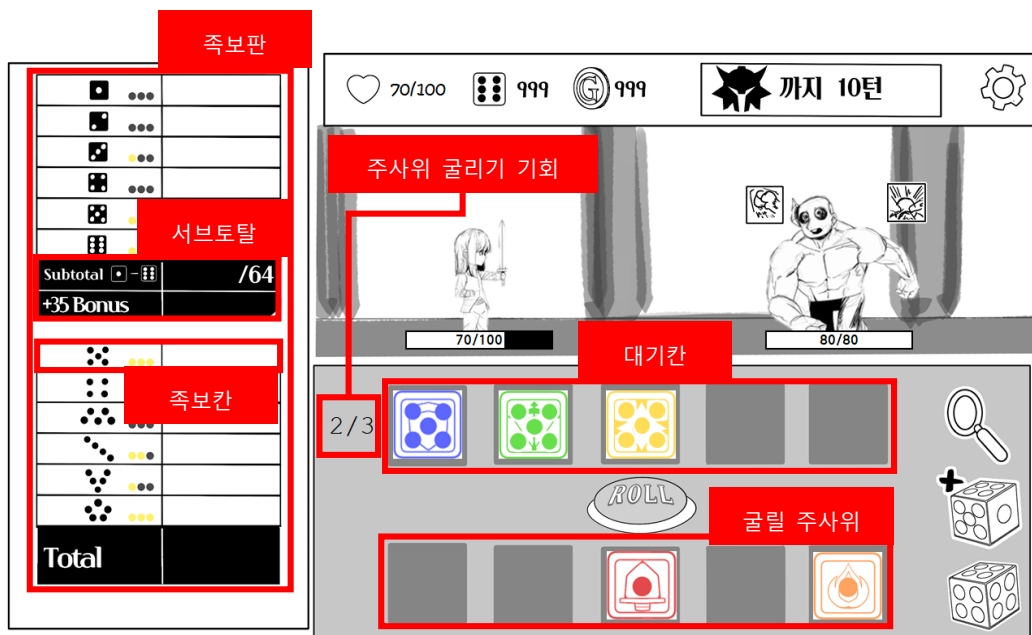 족보판
70/100
999
G
999
까지 10턴
주사위 굴리기 기회
서브토탈
Subtotal - /64
+35 Bonus
70/100
80/80
대기칸
족보칸
2/3
ROLL
굴릴 주사위
Total